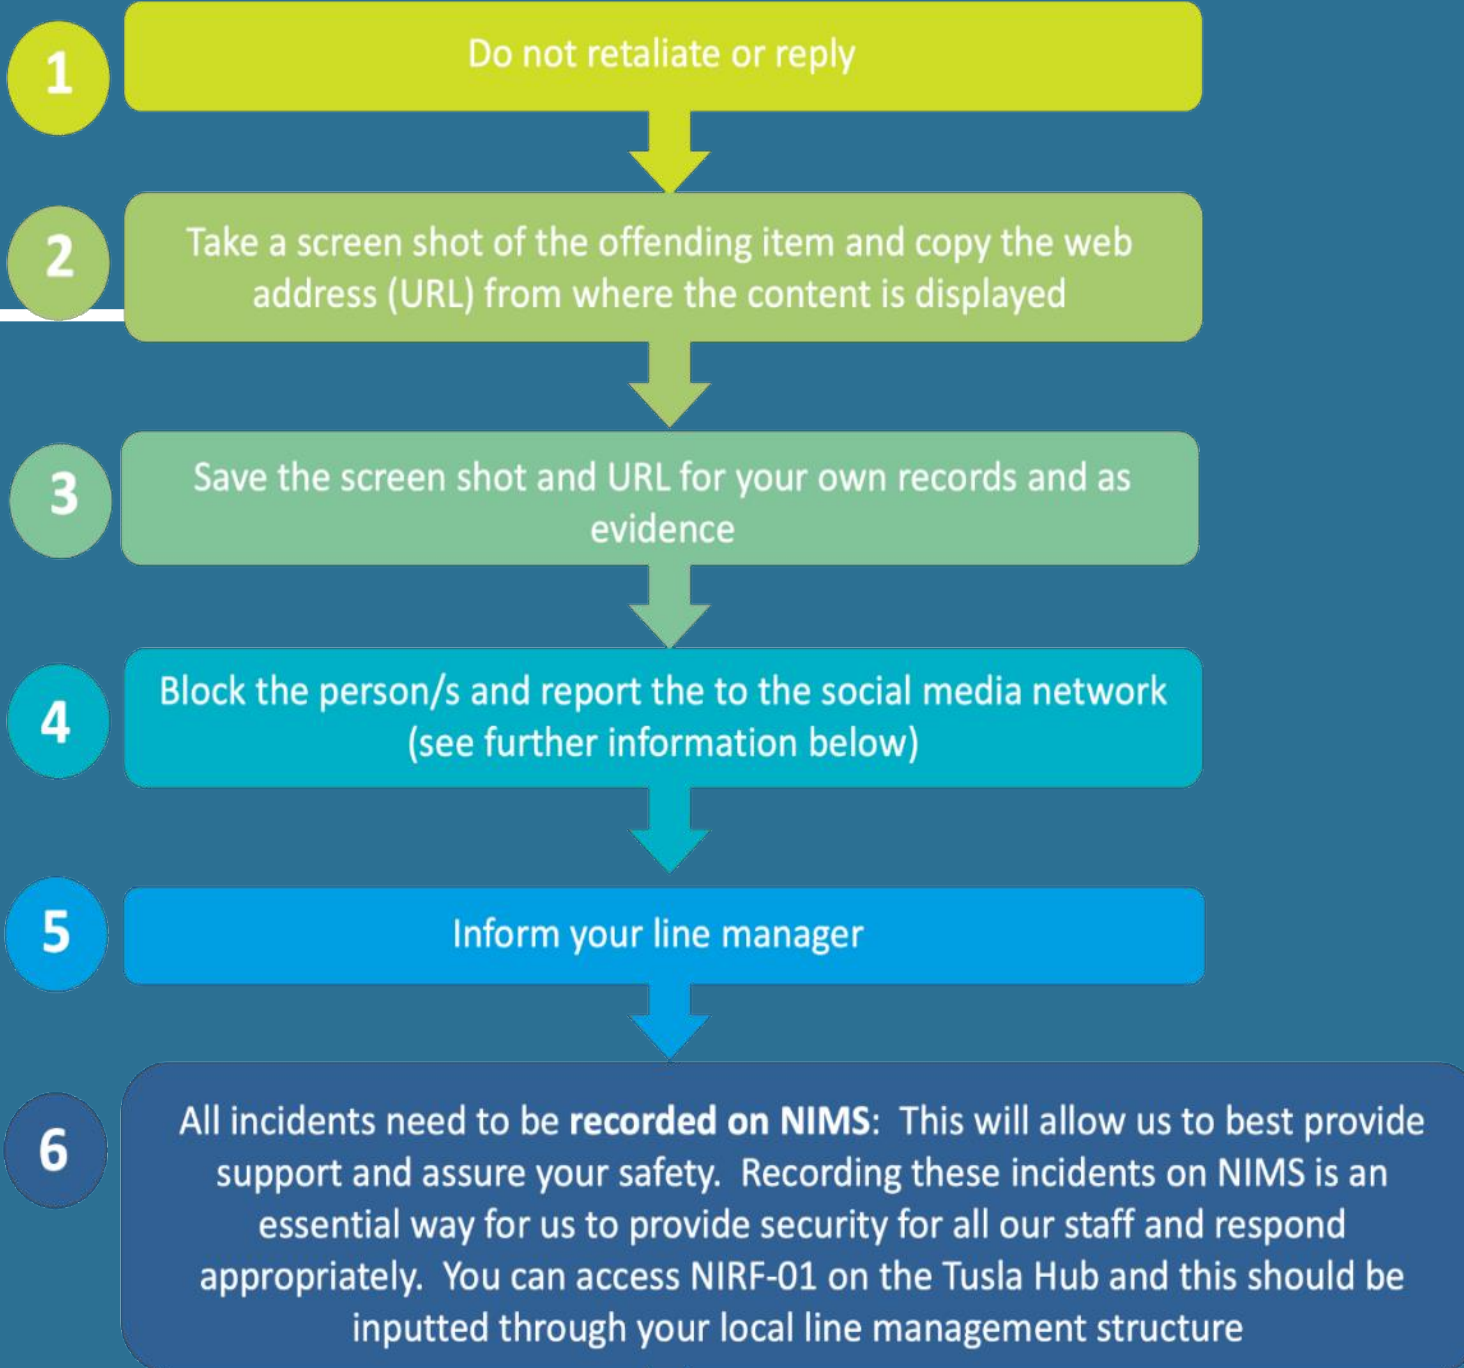 1
Do not retaliate or reply
2
Take a screen shot of the offending item and copy the web
address (URL) from where the content is displayed
3
Save the screen shot and URL for your own records and as
evidence
4
Block the person/s and report the to the social media network
(see further information below)
5
Inform your line manager
6
All incidents need to be recorded on NIMS: This will allow us to best provide
support and assure your safety. Recording these incidents on NIMS is an
essential way for us to provide security for all our staff and respond
appropriately. You can access NIRF-01 on the Tusla Hub and this should be
inputted through your local line management structure